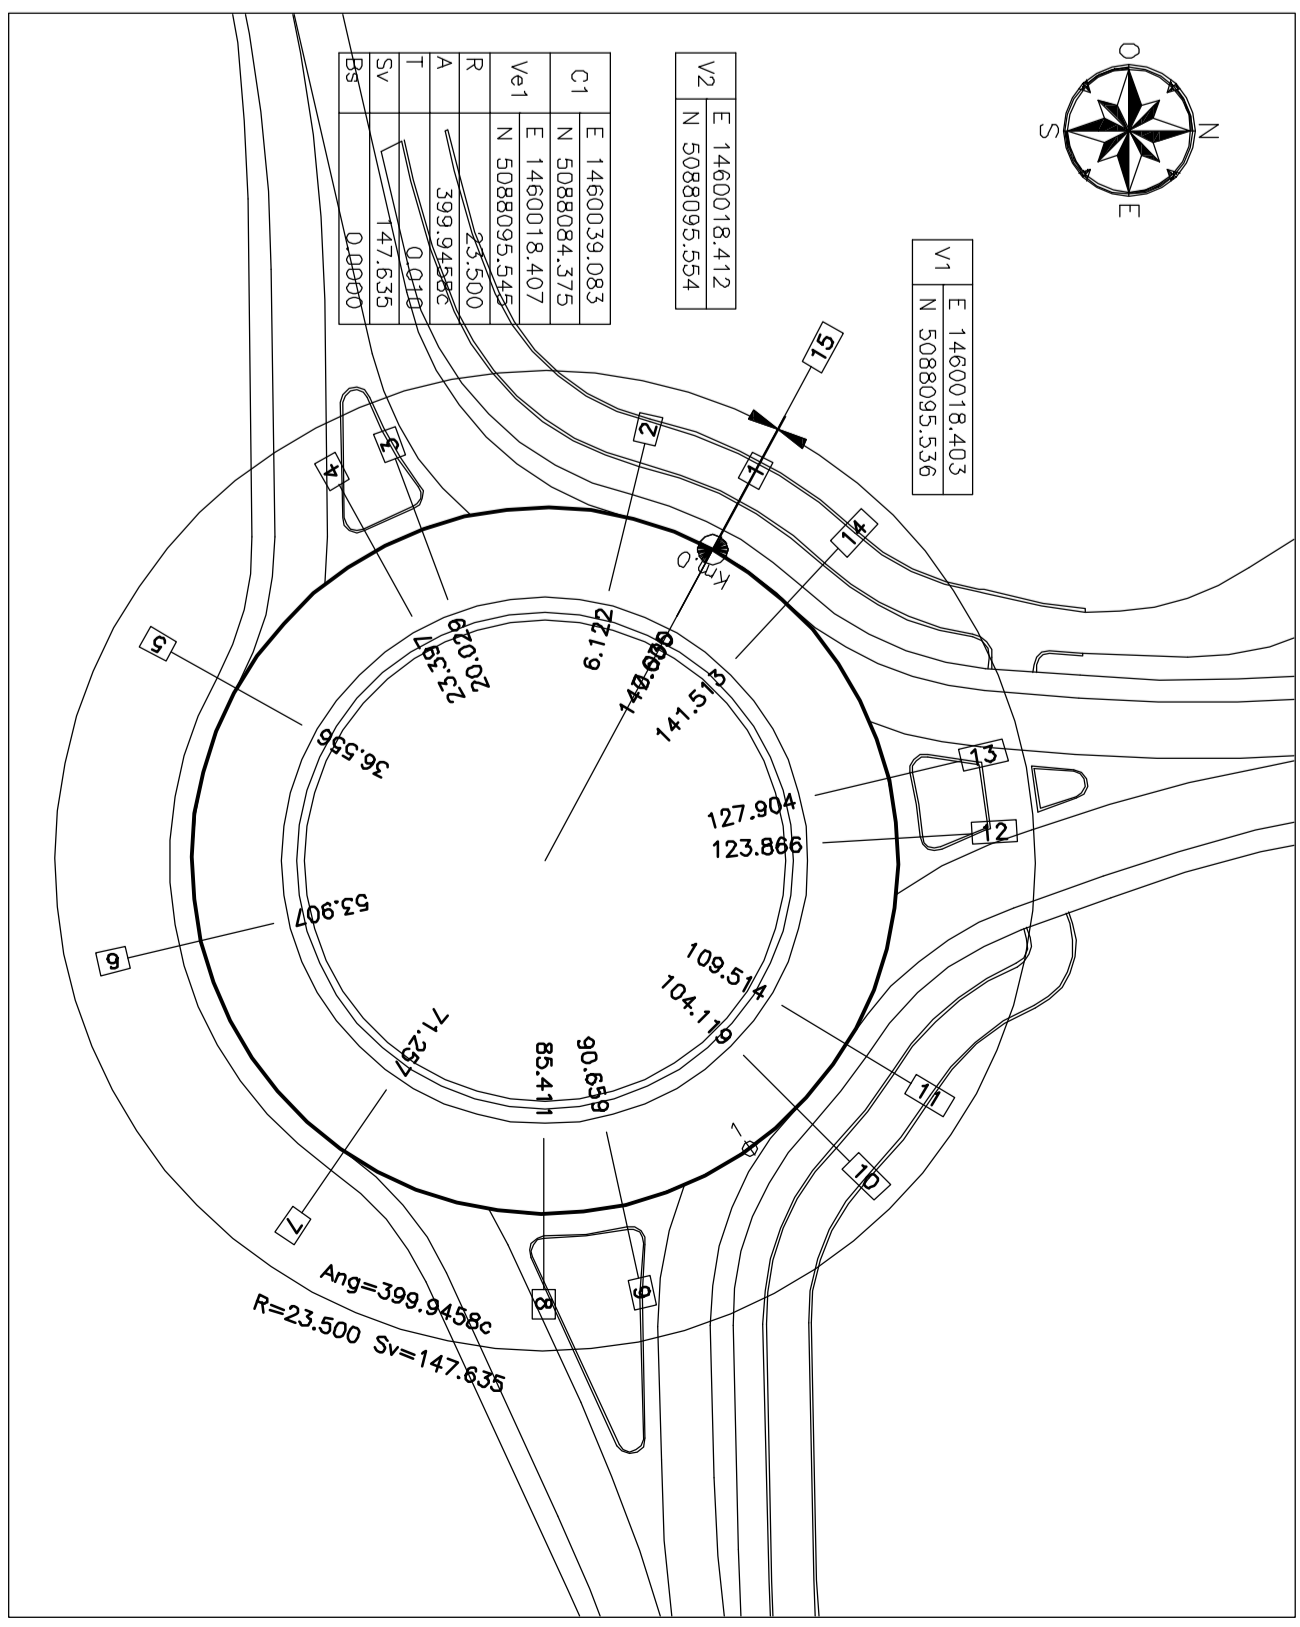 O
N
S
E
V1
E 1460018.403
N 5088095.536
V2
E 1460018.412
N 5088095.554
C1
E 1460039.083
N 5088084.375
Ve1
E 1460018.407
N 5088095.545
R 23.500
A 399.9458c
T 0.010
Sv 147.635
Bs 0.0000
15
1
2
14
3
4
5
6
7
8
9
10
11
12
13
Km.0
6.122
20.029
23.397
36.556
53.907
71.257
85.411
90.659
104.119
109.514
123.866
127.904
141.513
1
Ang=399.9458c
R=23.500 Sv=147.635